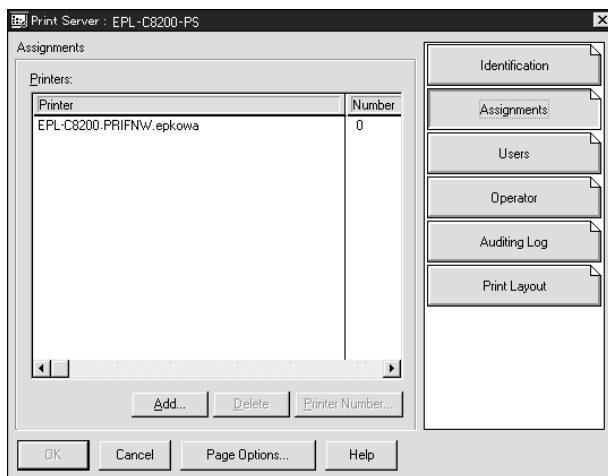 Print Server : EPL-C8200-PS
Assignments
Printers:
Printer Number
EPL-C8200.PRIFNW.epkowa 0
Add... Delete Printer Number...
OK Cancel Page Options... Help
Identification
Assignments
Users
Operator
Auditing Log
Print Layout